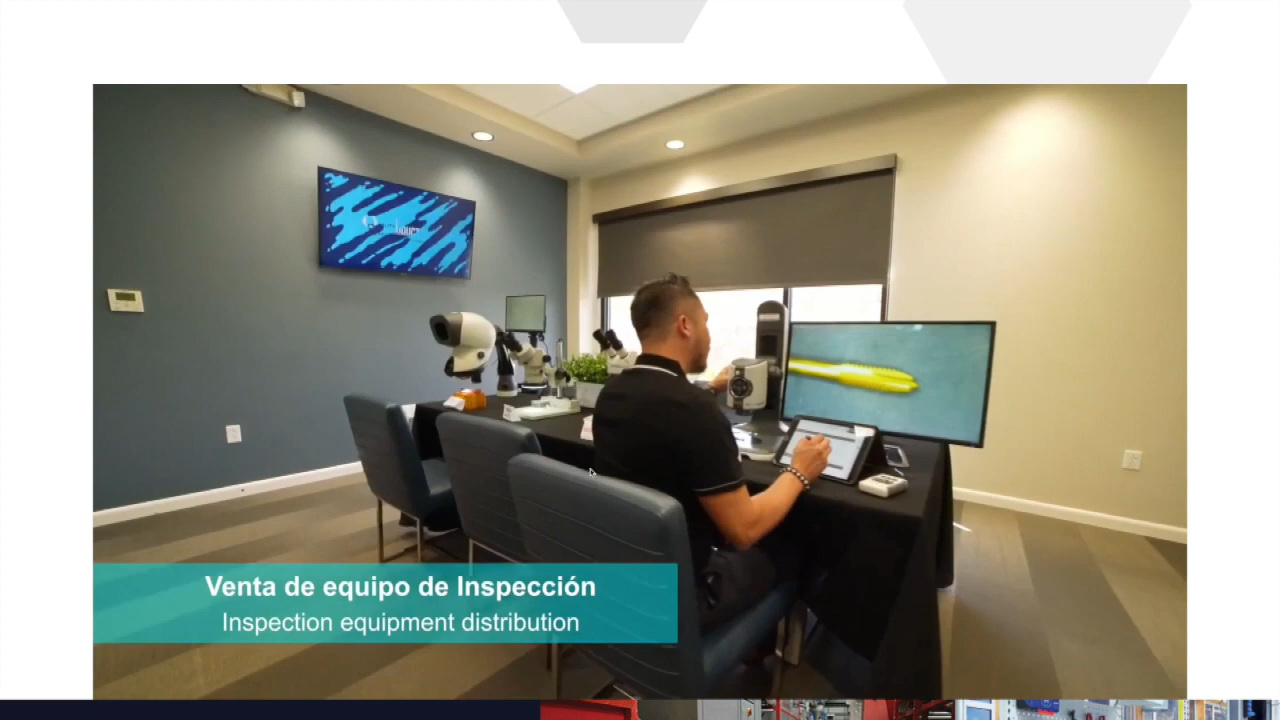 Venta de equipo de Inspección
Inspection equipment distribution